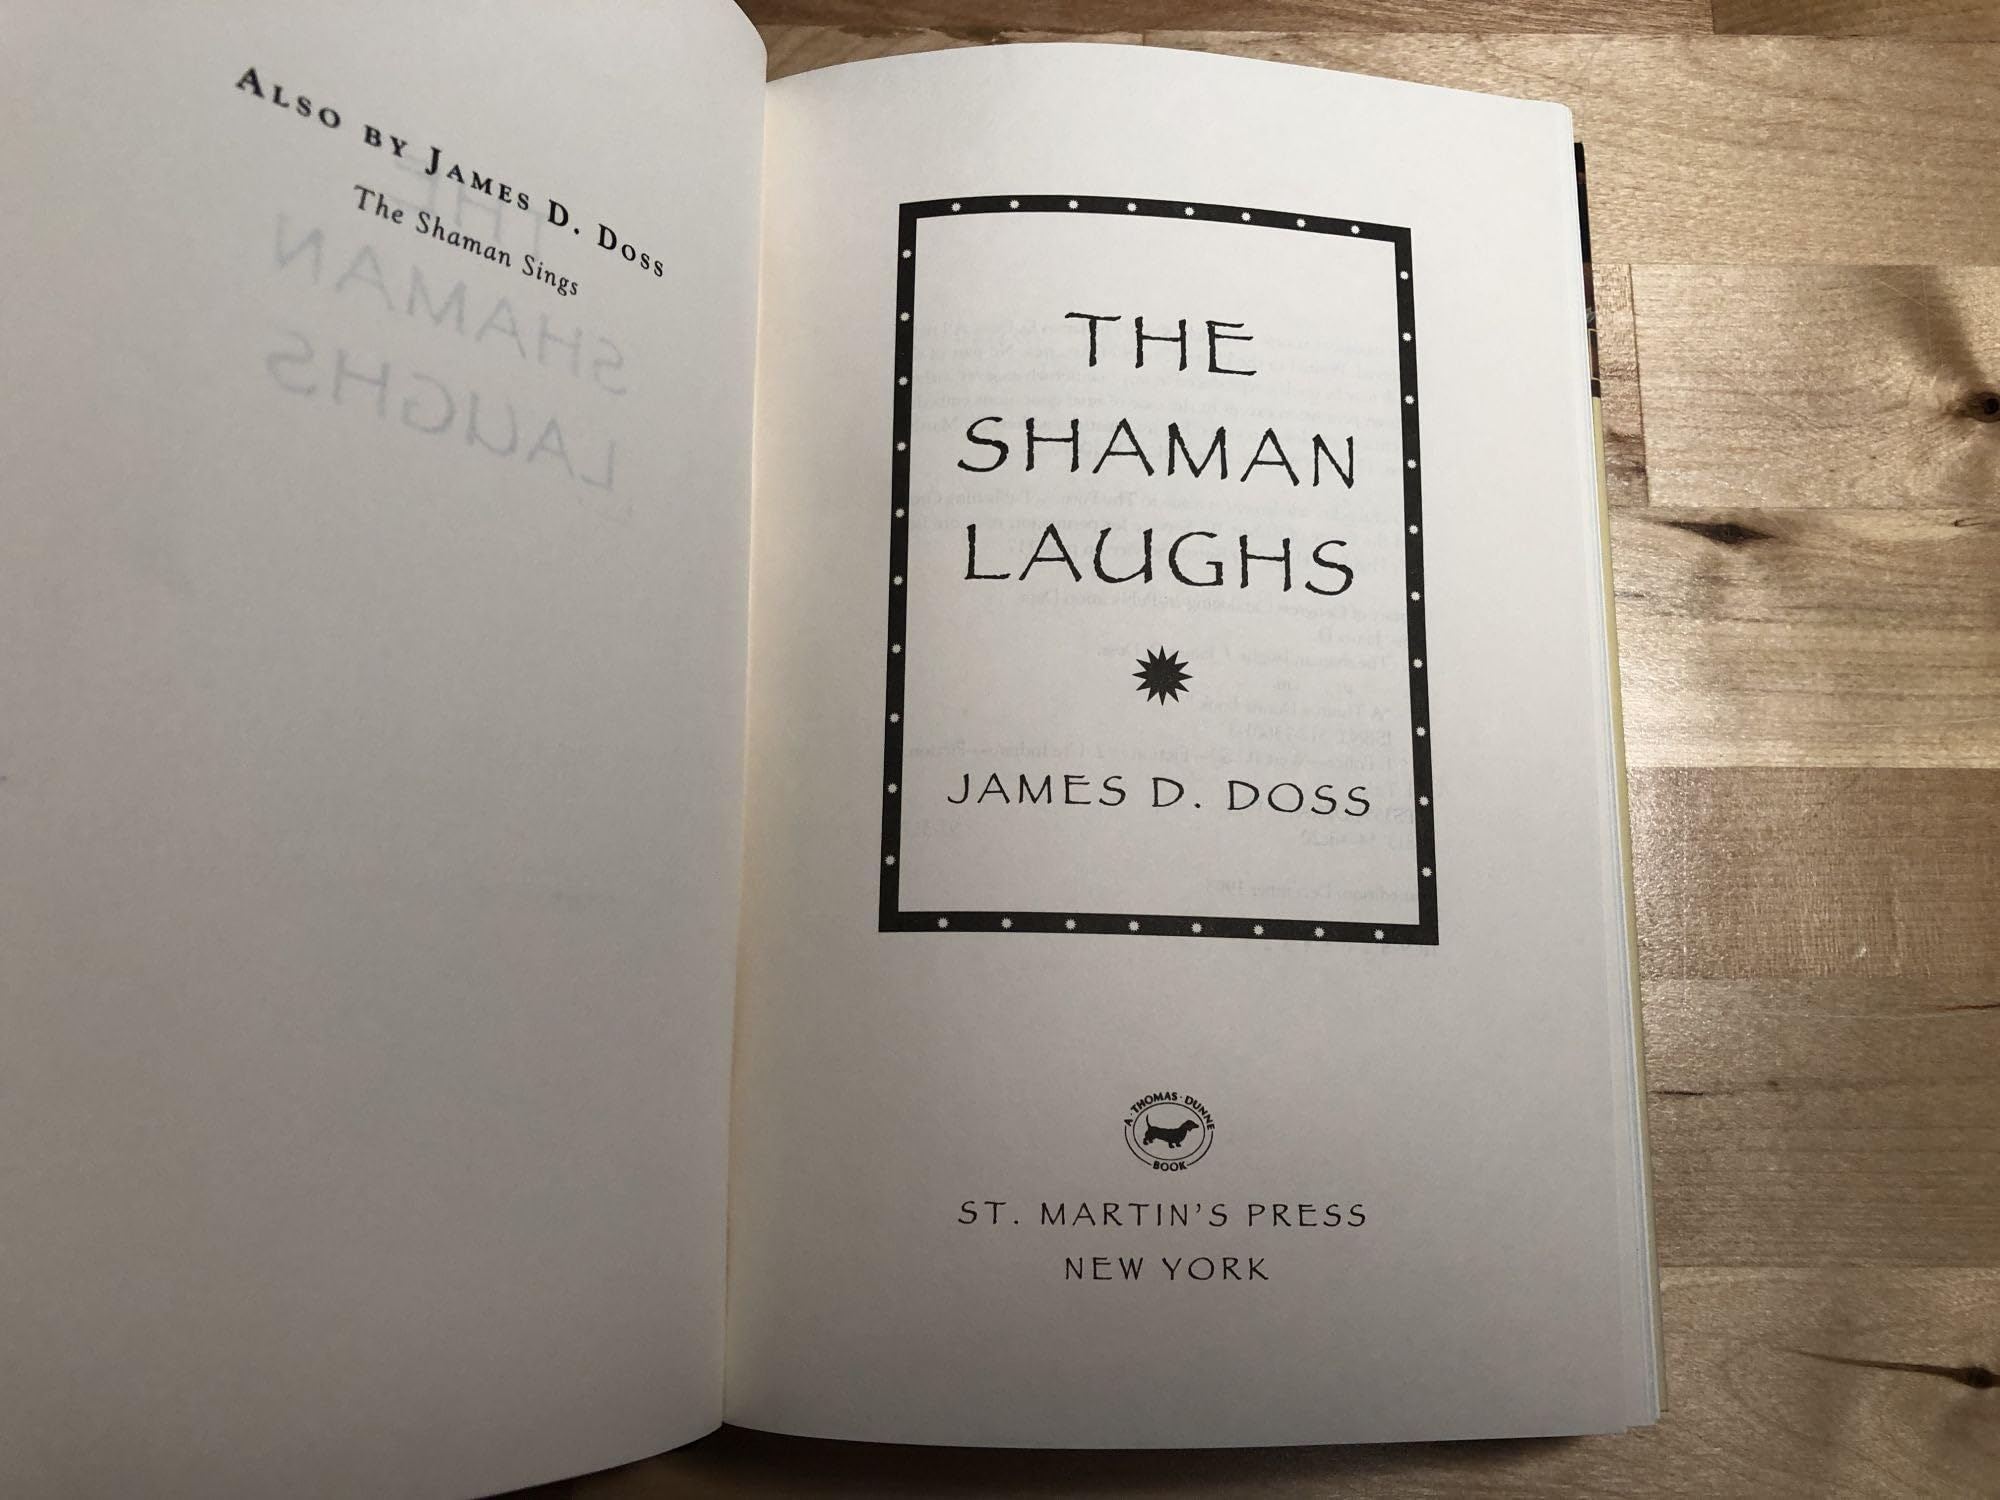 ALSO BY JAMES D. DOSS
The Shaman Sings
THE
SHAMAN
LAUGHS
JAMES D. DOSS
A · THOMAS · DUNNE
BOOK
ST. MARTIN'S PRESS
NEW YORK